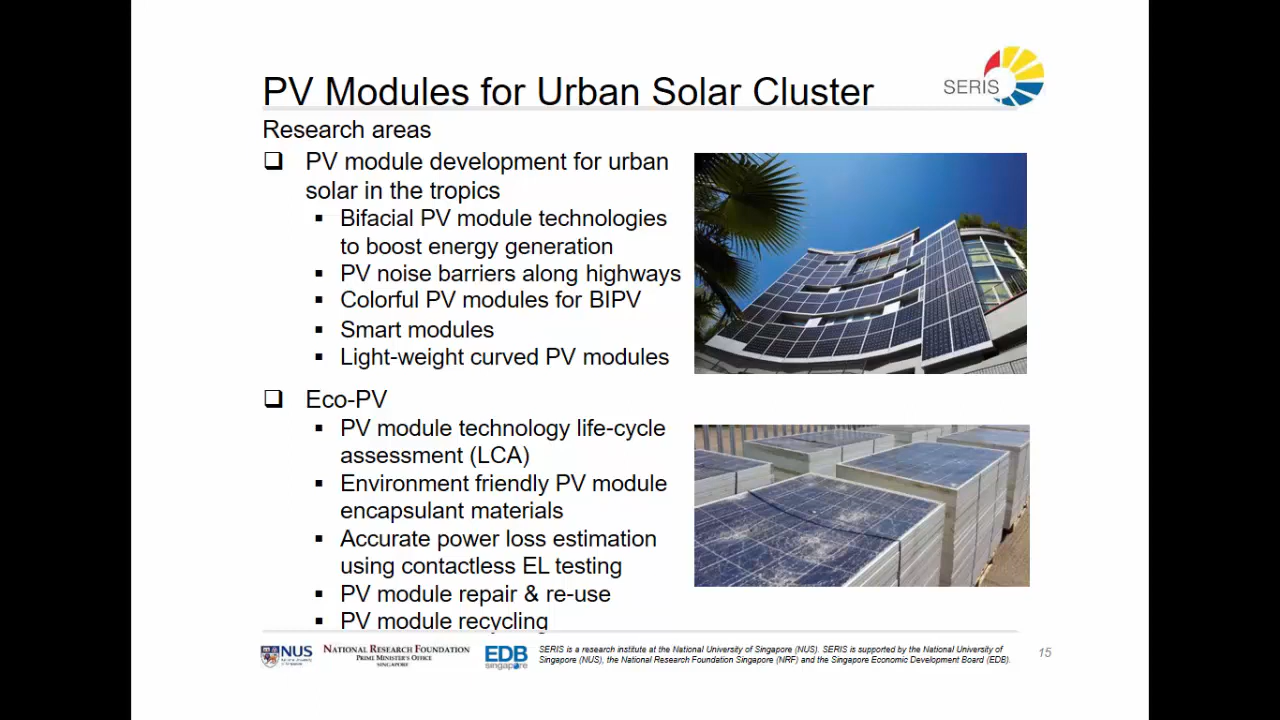 PV Modules for Urban Solar Cluster
SERIS
Research areas
❑ PV module development for urban
solar in the tropics
▪ Bifacial PV module technologies
to boost energy generation
▪ PV noise barriers along highways
▪ Colorful PV modules for BIPV
▪ Smart modules
▪ Light-weight curved PV modules
❑ Eco-PV
▪ PV module technology life-cycle
assessment (LCA)
▪ Environment friendly PV module
encapsulant materials
▪ Accurate power loss estimation
using contactless EL testing
▪ PV module repair & re-use
▪ PV module recycling
NUS
NATIONAL RESEARCH FOUNDATION
PRIME MINISTER'S OFFICE
SINGAPORE
EDB
singapore
SERIS is a research institute at the National University of Singapore (NUS). SERIS is supported by the National University of
Singapore (NUS), the National Research Foundation Singapore (NRF) and the Singapore Economic Development Board (EDB).
15